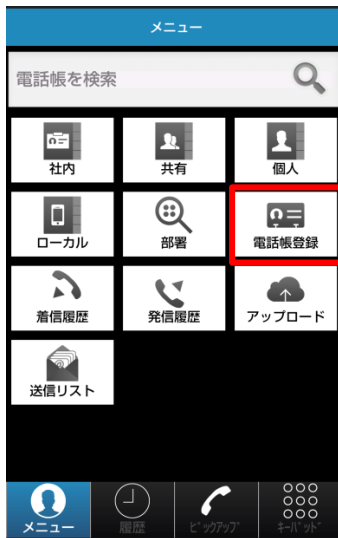 メニュー
電話帳を検索
社内
共有
個人
ローカル
部署
電話帳登録
着信履歴
発信履歴
アップロード
送信リスト
メニュー
履歴
ﾋﾟｯｸｱｯﾌﾟ
ｷｰﾊﾟｯﾄﾞ